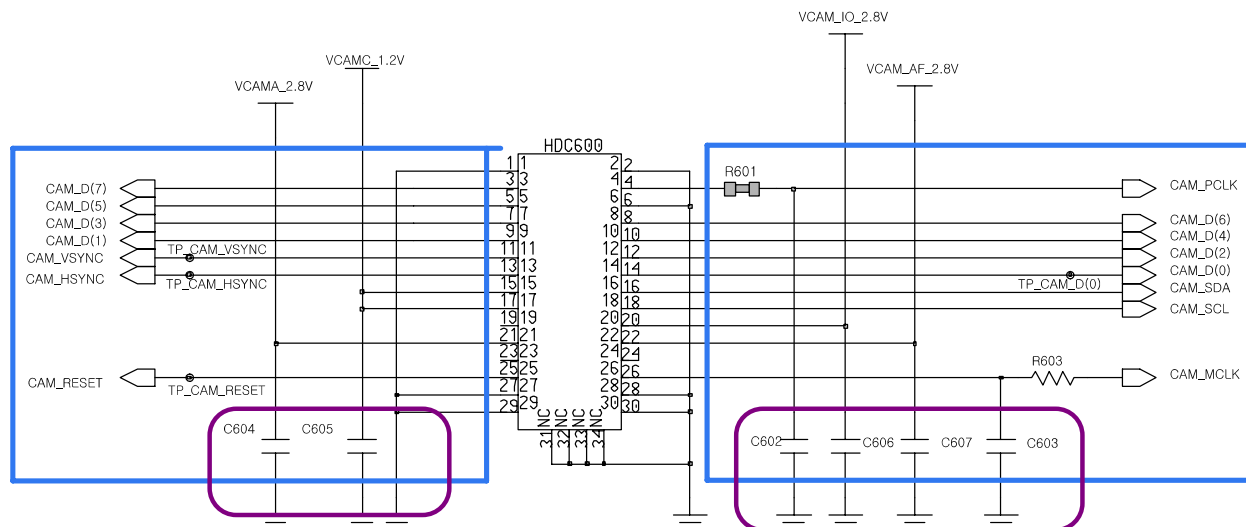 VCAM_IO_2.8V
VCAMC_1.2V
VCAM_AF_2.8V
VCAMA_2.8V
HDC600
1 1 2 2
3 3 4 4
5 5 6 6
7 7 8 8
9 9 10 10
11 11 12 12
13 13 14 14
15 15 16 16
17 17 18 18
19 19 20 20
21 21 22 22
23 23 24 24
25 25 26 26
27 27 28 28
29 29 30 30
31 NC
32 NC
33 NC
34 NC
CAM_D(7)
CAM_D(5)
CAM_D(3)
CAM_D(1)
TP_CAM_VSYNC
CAM_VSYNC
CAM_HSYNC
TP_CAM_HSYNC
CAM_RESET
TP_CAM_RESET
C604
C605
R601
CAM_PCLK
CAM_D(6)
CAM_D(4)
CAM_D(2)
CAM_D(0)
TP_CAM_D(0)
CAM_SDA
CAM_SCL
R603
CAM_MCLK
C602
C606
C607
C603